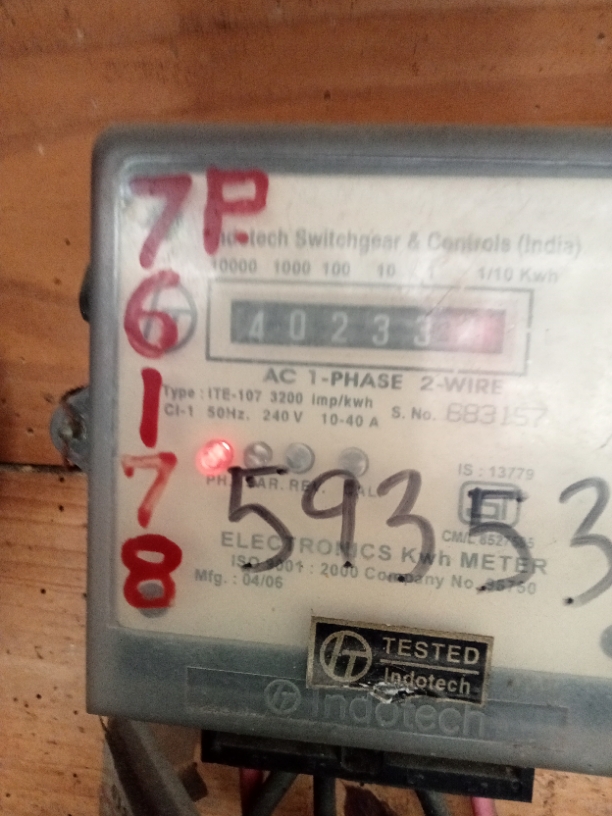 7P
6
1
7
8
Indotech Switchgear & Controls (India)
10000 1000 100 10 1 1/10 Kwh
4 0 2 3 3
AC 1-PHASE 2-WIRE
Type : ITE-107 3200 imp/kwh
Cl-1 50Hz. 240V 10-40 A S. No. 883157
PH. EAR. REV. CAL
IS : 13779
59353
CM/L
ELECTRONICS Kwh METER
ISO 9001 : 2000 Company No.
Mfg. : 04/06
TESTED
Indotech
Indotech